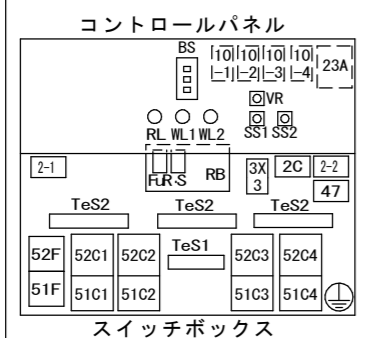 コントロールパネル
BS
10 10 10 10
-1 -2 -3 -4
23A
VR
RL WL1 WL2
SS1 SS2
2-1
FuR·S
RB
3X
3
2C
2-2
47
TeS2
TeS2
TeS2
52F
52C1
52C2
TeS1
52C3
52C4
51F
51C1
51C2
51C3
51C4
スイッチボックス